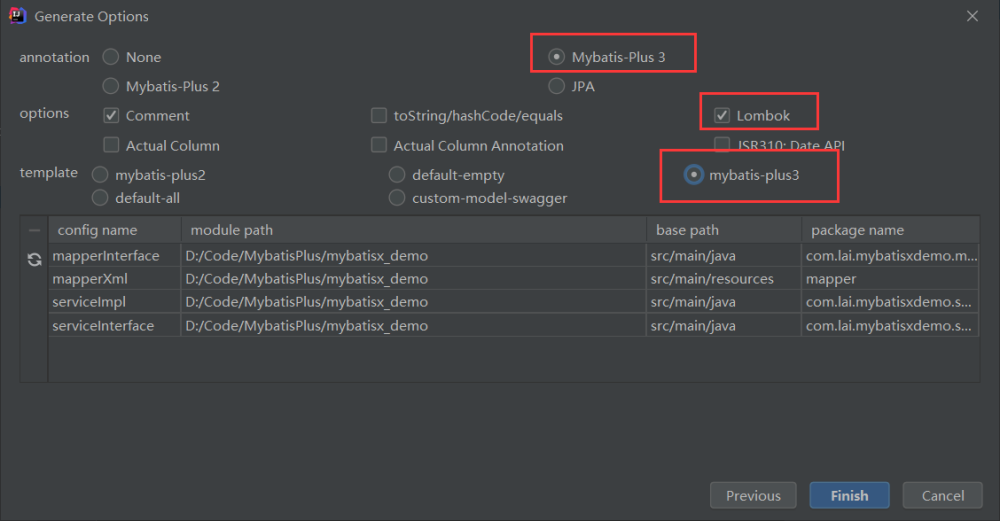 Generate Options
annotation None Mybatis-Plus 3
Mybatis-Plus 2 JPA
options Comment toString/hashCode/equals Lombok
Actual Column Actual Column Annotation JSR310: Date API
template mybatis-plus2 default-empty mybatis-plus3
default-all custom-model-swagger
config name module path base path package name
mapperInterface D:/Code/MybatisPlus/mybatisx_demo src/main/java com.lai.mybatisxdemo.m...
mapperXml D:/Code/MybatisPlus/mybatisx_demo src/main/resources mapper
serviceImpl D:/Code/MybatisPlus/mybatisx_demo src/main/java com.lai.mybatisxdemo.s...
serviceInterface D:/Code/MybatisPlus/mybatisx_demo src/main/java com.lai.mybatisxdemo.s...
Previous Finish Cancel